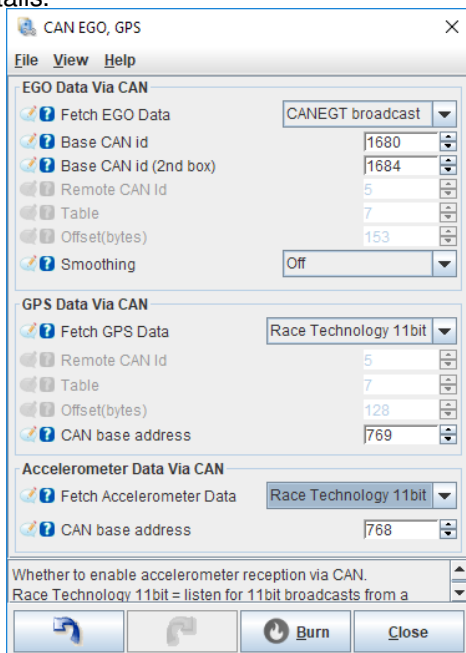 CAN EGO, GPS
File View Help
EGO Data Via CAN
Fetch EGO Data CANEGT broadcast
Base CAN id 1680
Base CAN id (2nd box) 1684
Remote CAN Id 5
Table 7
Offset(bytes) 153
Smoothing Off
GPS Data Via CAN
Fetch GPS Data Race Technology 11bit
Remote CAN Id 5
Table 7
Offset(bytes) 128
CAN base address 769
Accelerometer Data Via CAN
Fetch Accelerometer Data Race Technology 11bit
CAN base address 768
Whether to enable accelerometer reception via CAN.
Race Technology 11bit = listen for 11bit broadcasts from a
Burn Close